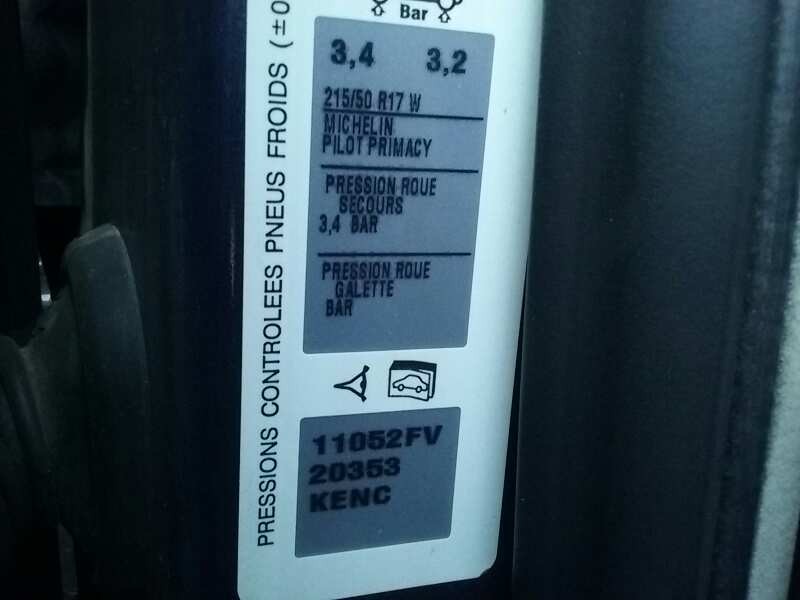 Bar
3,4 3,2
215/50 R17 W
MICHELIN
PILOT PRIMACY
PRESSION ROUE
SECOURS
3,4 BAR
PRESSION ROUE
GALETTE
BAR
11052FV
20353
KENC
PRESSIONS CONTROLEES PNEUS FROIDS (±0